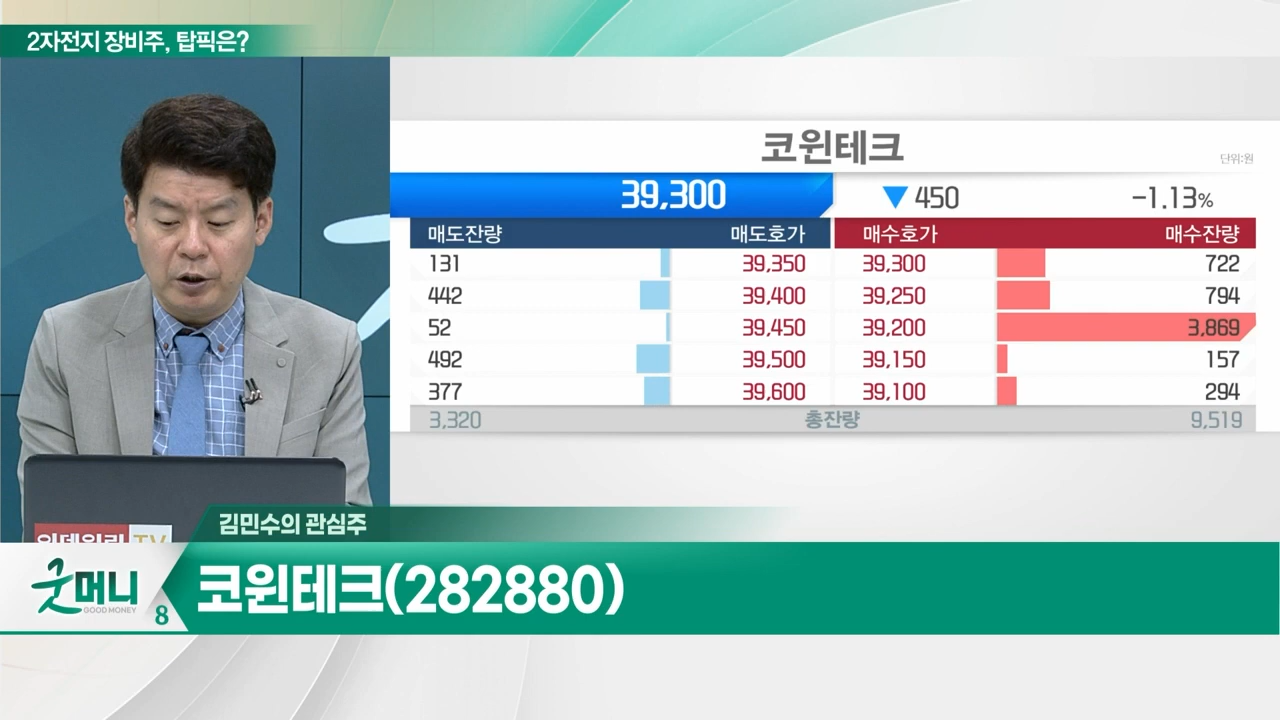 2자전지 장비주, 탑픽은?
코윈테크
단위:원
39,300 ▼450 -1.13%
매도잔량 매도호가 매수호가 매수잔량
131 39,350 39,300 722
442 39,400 39,250 794
52 39,450 39,200 3,869
492 39,500 39,150 157
377 39,600 39,100 294
3,320 총잔량 9,519
김민수의 관심주
TV
굿머니
GOOD MONEY
8
코윈테크(282880)